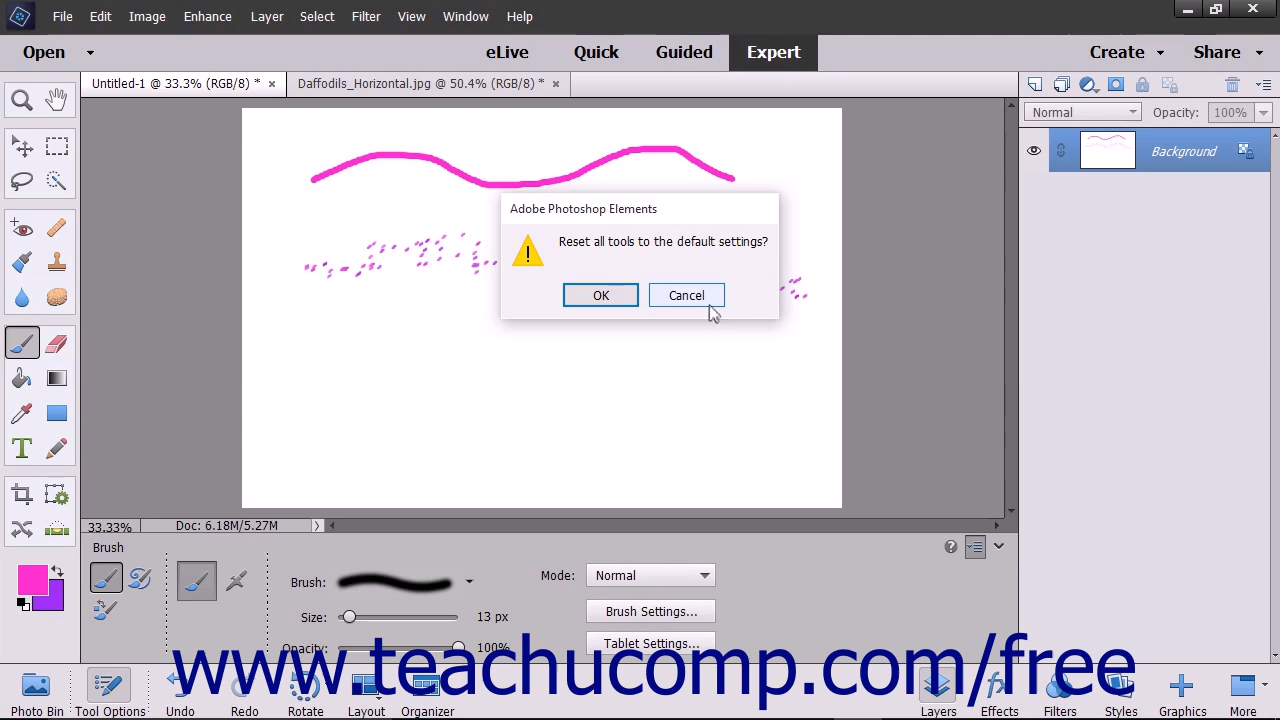 File Edit Image Enhance Layer Select Filter View Window Help
Open eLive Quick Guided Expert Create Share
Untitled-1 @ 33.3% (RGB/8) * × Daffodils_Horizontal.jpg @ 50.4% (RGB/8) * ×
Normal Opacity: 100%
Background
Adobe Photoshop Elements
Reset all tools to the default settings?
OK Cancel
T
33.33% Doc: 6.18M/5.27M
Brush
Brush: Mode: Normal
Size: 13 px Brush Settings...
Opacity: 100% Tablet Settings...
www.teachucomp.com/free
Photo Bin Tool Options Undo Redo Rotate Layout Organizer Layers Effects Filters Styles Graphics More